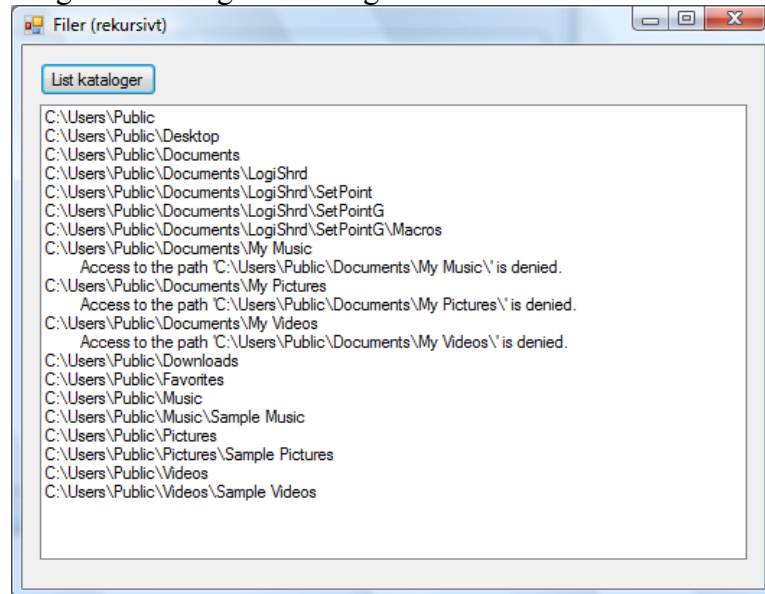 Filer (rekursivt)
List kataloger
C:\Users\Public
C:\Users\Public\Desktop
C:\Users\Public\Documents
C:\Users\Public\Documents\LogiShrd
C:\Users\Public\Documents\LogiShrd\SetPoint
C:\Users\Public\Documents\LogiShrd\SetPointG
C:\Users\Public\Documents\LogiShrd\SetPointG\Macros
C:\Users\Public\Documents\My Music
Access to the path 'C:\Users\Public\Documents\My Music\' is denied.
C:\Users\Public\Documents\My Pictures
Access to the path 'C:\Users\Public\Documents\My Pictures\' is denied.
C:\Users\Public\Documents\My Videos
Access to the path 'C:\Users\Public\Documents\My Videos\' is denied.
C:\Users\Public\Downloads
C:\Users\Public\Favorites
C:\Users\Public\Music
C:\Users\Public\Music\Sample Music
C:\Users\Public\Pictures
C:\Users\Public\Pictures\Sample Pictures
C:\Users\Public\Videos
C:\Users\Public\Videos\Sample Videos